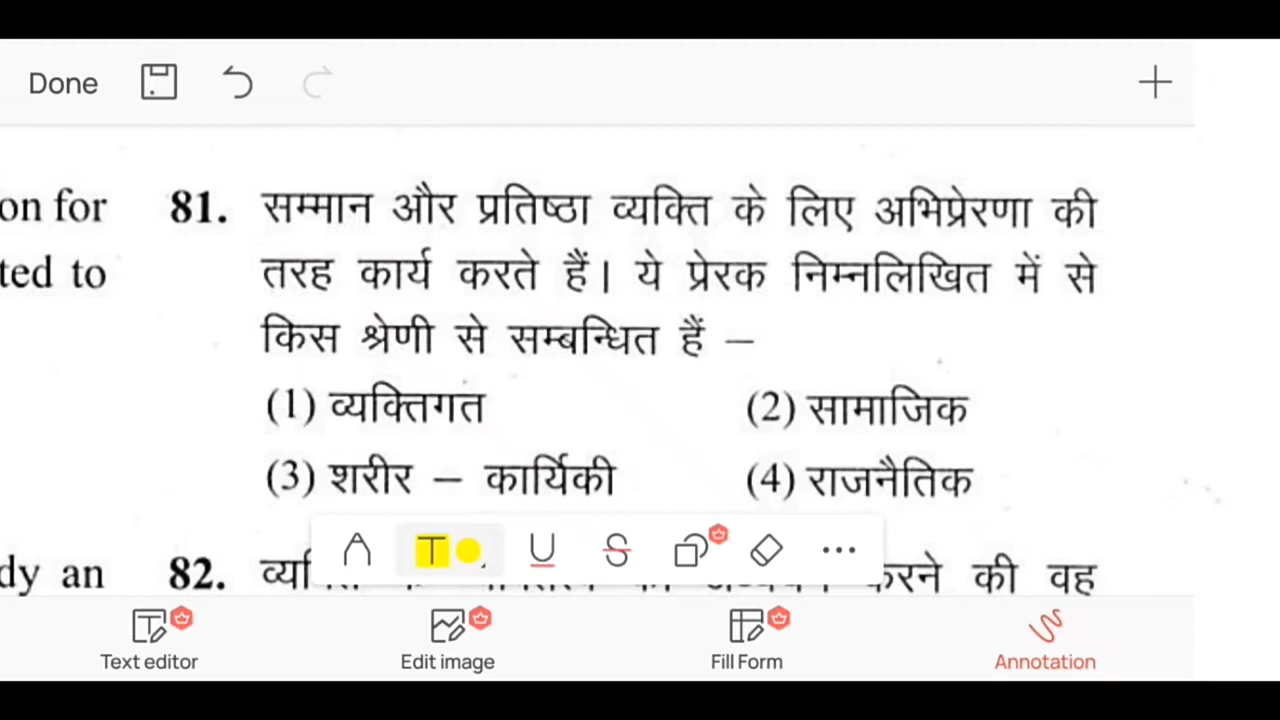 Done
on for
ted to
81. सम्मान और प्रतिष्ठा व्यक्ति के लिए अभिप्रेरणा की
तरह कार्य करते हैं। ये प्रेरक निम्नलिखित में से
किस श्रेणी से सम्बन्धित हैं –
(1) व्यक्तिगत (2) सामाजिक
(3) शरीर – कार्यिकी (4) राजनैतिक
dy an
82. करने की वह
Text editor
Edit image
Fill Form
Annotation